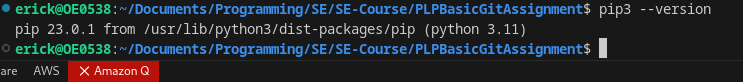 erick@OE0538:~/Documents/Programming/SE/SE-Course/PLPBasicGitAssignment$ pip3 --version
pip 23.0.1 from /usr/lib/python3/dist-packages/pip (python 3.11)
erick@OE0538:~/Documents/Programming/SE/SE-Course/PLPBasicGitAssignment$
are AWS Amazon Q